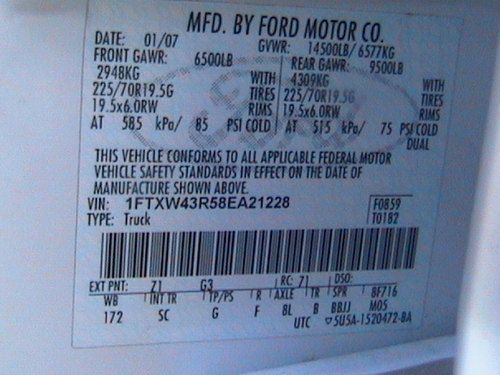 MFD. BY FORD MOTOR CO.
DATE: 01/07 GVWR: 14500LB/ 6577KG
FRONT GAWR: 6500LB REAR GAWR: 9500LB
2948KG WITH 4309KG WITH
225/70R19.5G TIRES 225/70R19.5G TIRES
19.5x6.0RW RIMS 19.5x6.0RW RIMS
AT 585 kPa/ 85 PSI COLD AT 515 kPa/ 75 PSI COLD
DUAL
THIS VEHICLE CONFORMS TO ALL APPLICABLE FEDERAL MOTOR
VEHICLE SAFETY STANDARDS IN EFFECT ON THE DATE OF
MANUFACTURE SHOWN ABOVE.
VIN: 1FTXW43R58EA21228 F0859
TYPE: Truck T0182
EXT PNT: Z1 G3 RC: Z1 DSO:
WB INT TR TP/PS R AXLE TR SPR 8F716
172 SC G F 8L B BBJJ M05
UTC ▽5U5A-1520472-BA